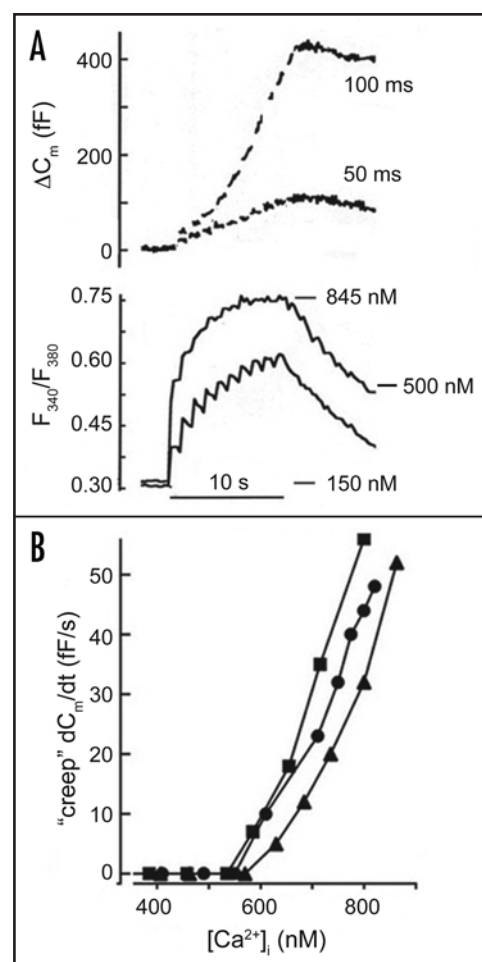 A
400
200
0
ΔCm (fF)
100 ms
50 ms
0.75
0.60
0.45
0.30
F340/F380
845 nM
500 nM
150 nM
10 s
B
50
40
30
20
10
0
"creep" dCm/dt (fF/s)
400 600 800
[Ca2+]i (nM)